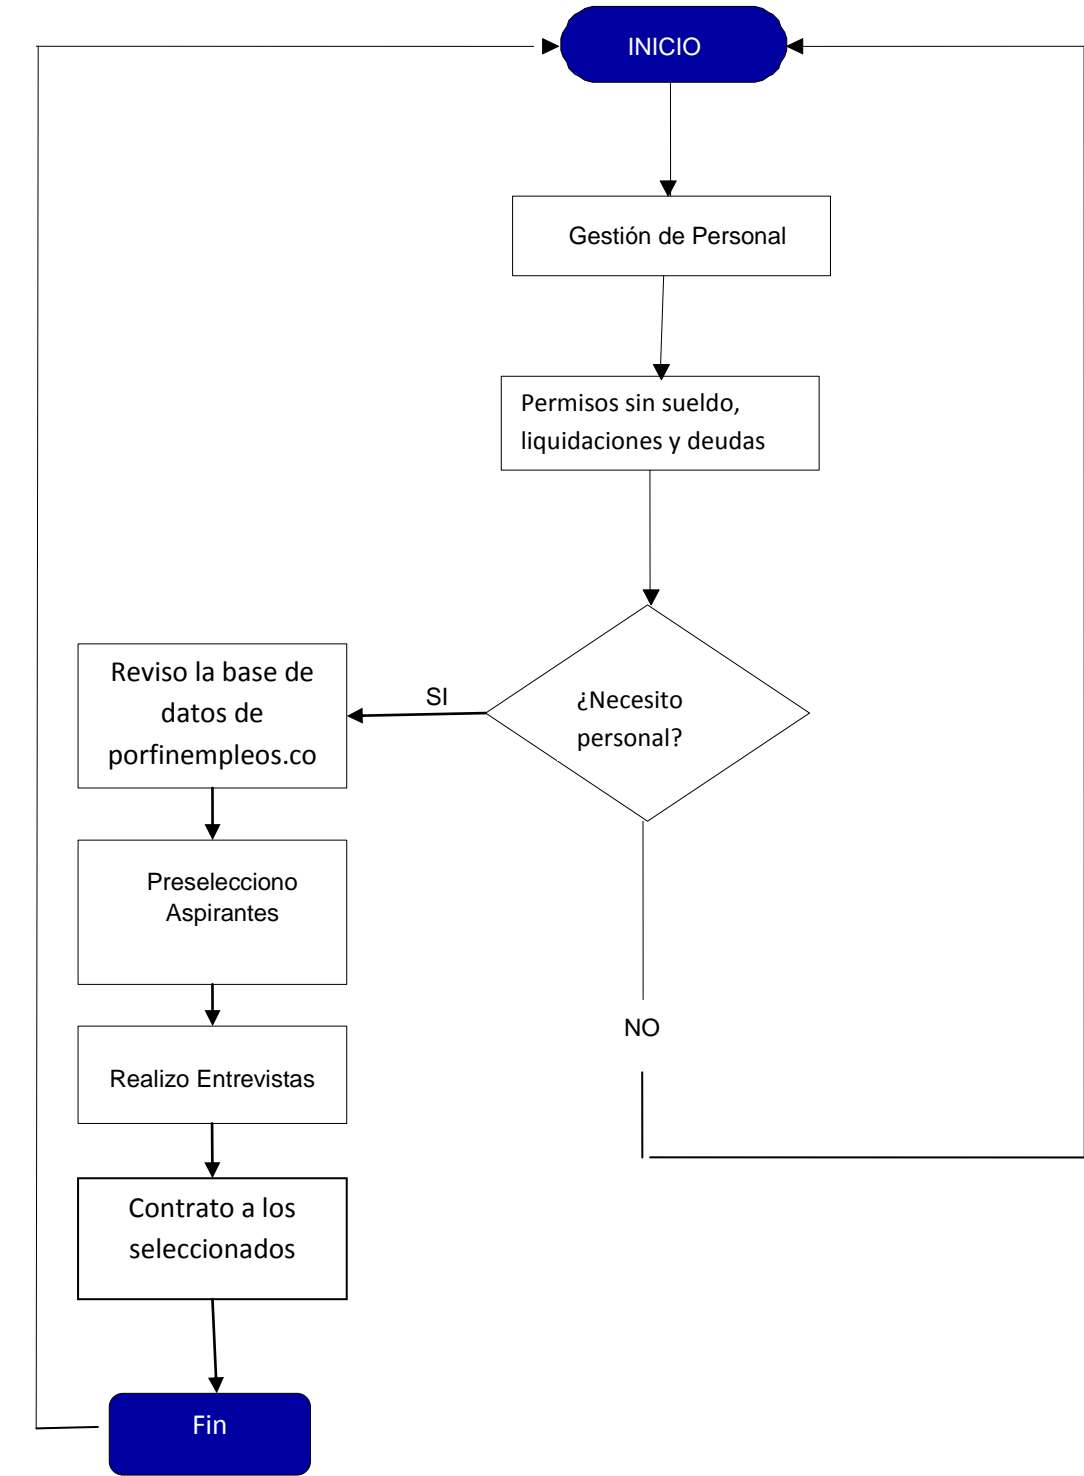 INICIO
Gestión de Personal
Permisos sin sueldo,
liquidaciones y deudas
¿Necesito
personal?
SI
Reviso la base de
datos de
porfinempleos.co
Preselecciono
Aspirantes
Realizo Entrevistas
Contrato a los
seleccionados
Fin
NO